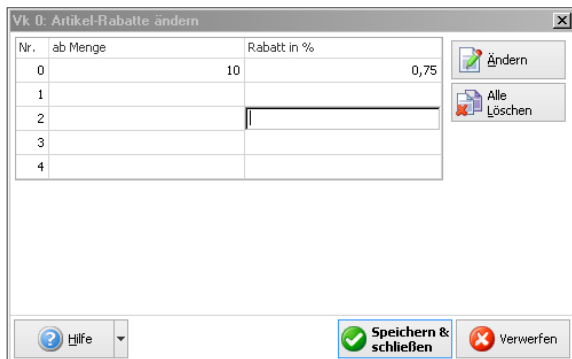 Vk 0: Artikel-Rabatte ändern
Nr. ab Menge Rabatt in %
0 10 0,75
1
2
3
4
Ändern
Alle
Löschen
Hilfe
Speichern &
schließen
Verwerfen